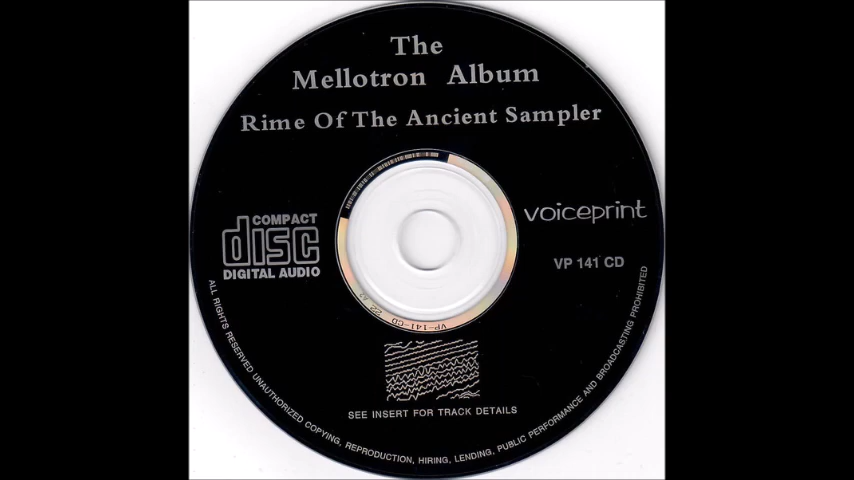 The
Mellotron Album
Rime Of The Ancient Sampler
voiceprint
COMPACT
disc
DIGITAL AUDIO
VP 141 CD
VP-141-CD
SEE INSERT FOR TRACK DETAILS
ALL RIGHTS RESERVED UNAUTHORIZED COPYING, REPRODUCTION, HIRING, LENDING, PUBLIC PERFORMANCE AND BROADCASTING PROHIBITED